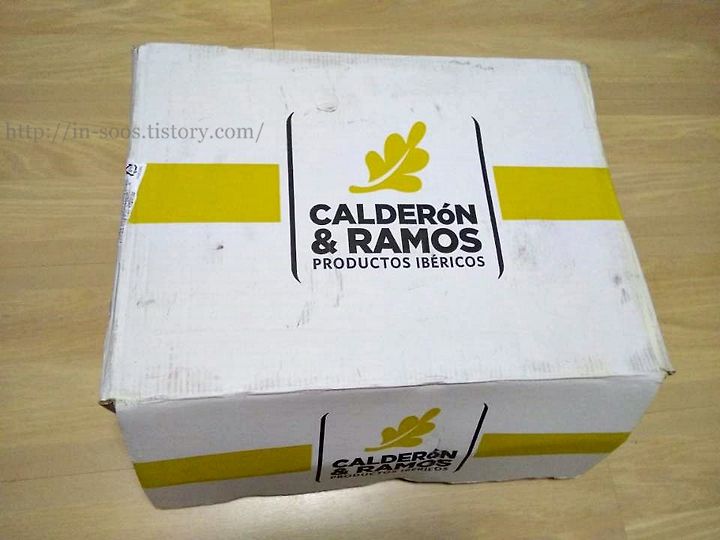 http://in-soos.tistory.com/
CALDERóN
& RAMOS
PRODUCTOS IBÉRICOS
CALDERóN
& RAMOS
PRODUCTOS IBÉRICOS